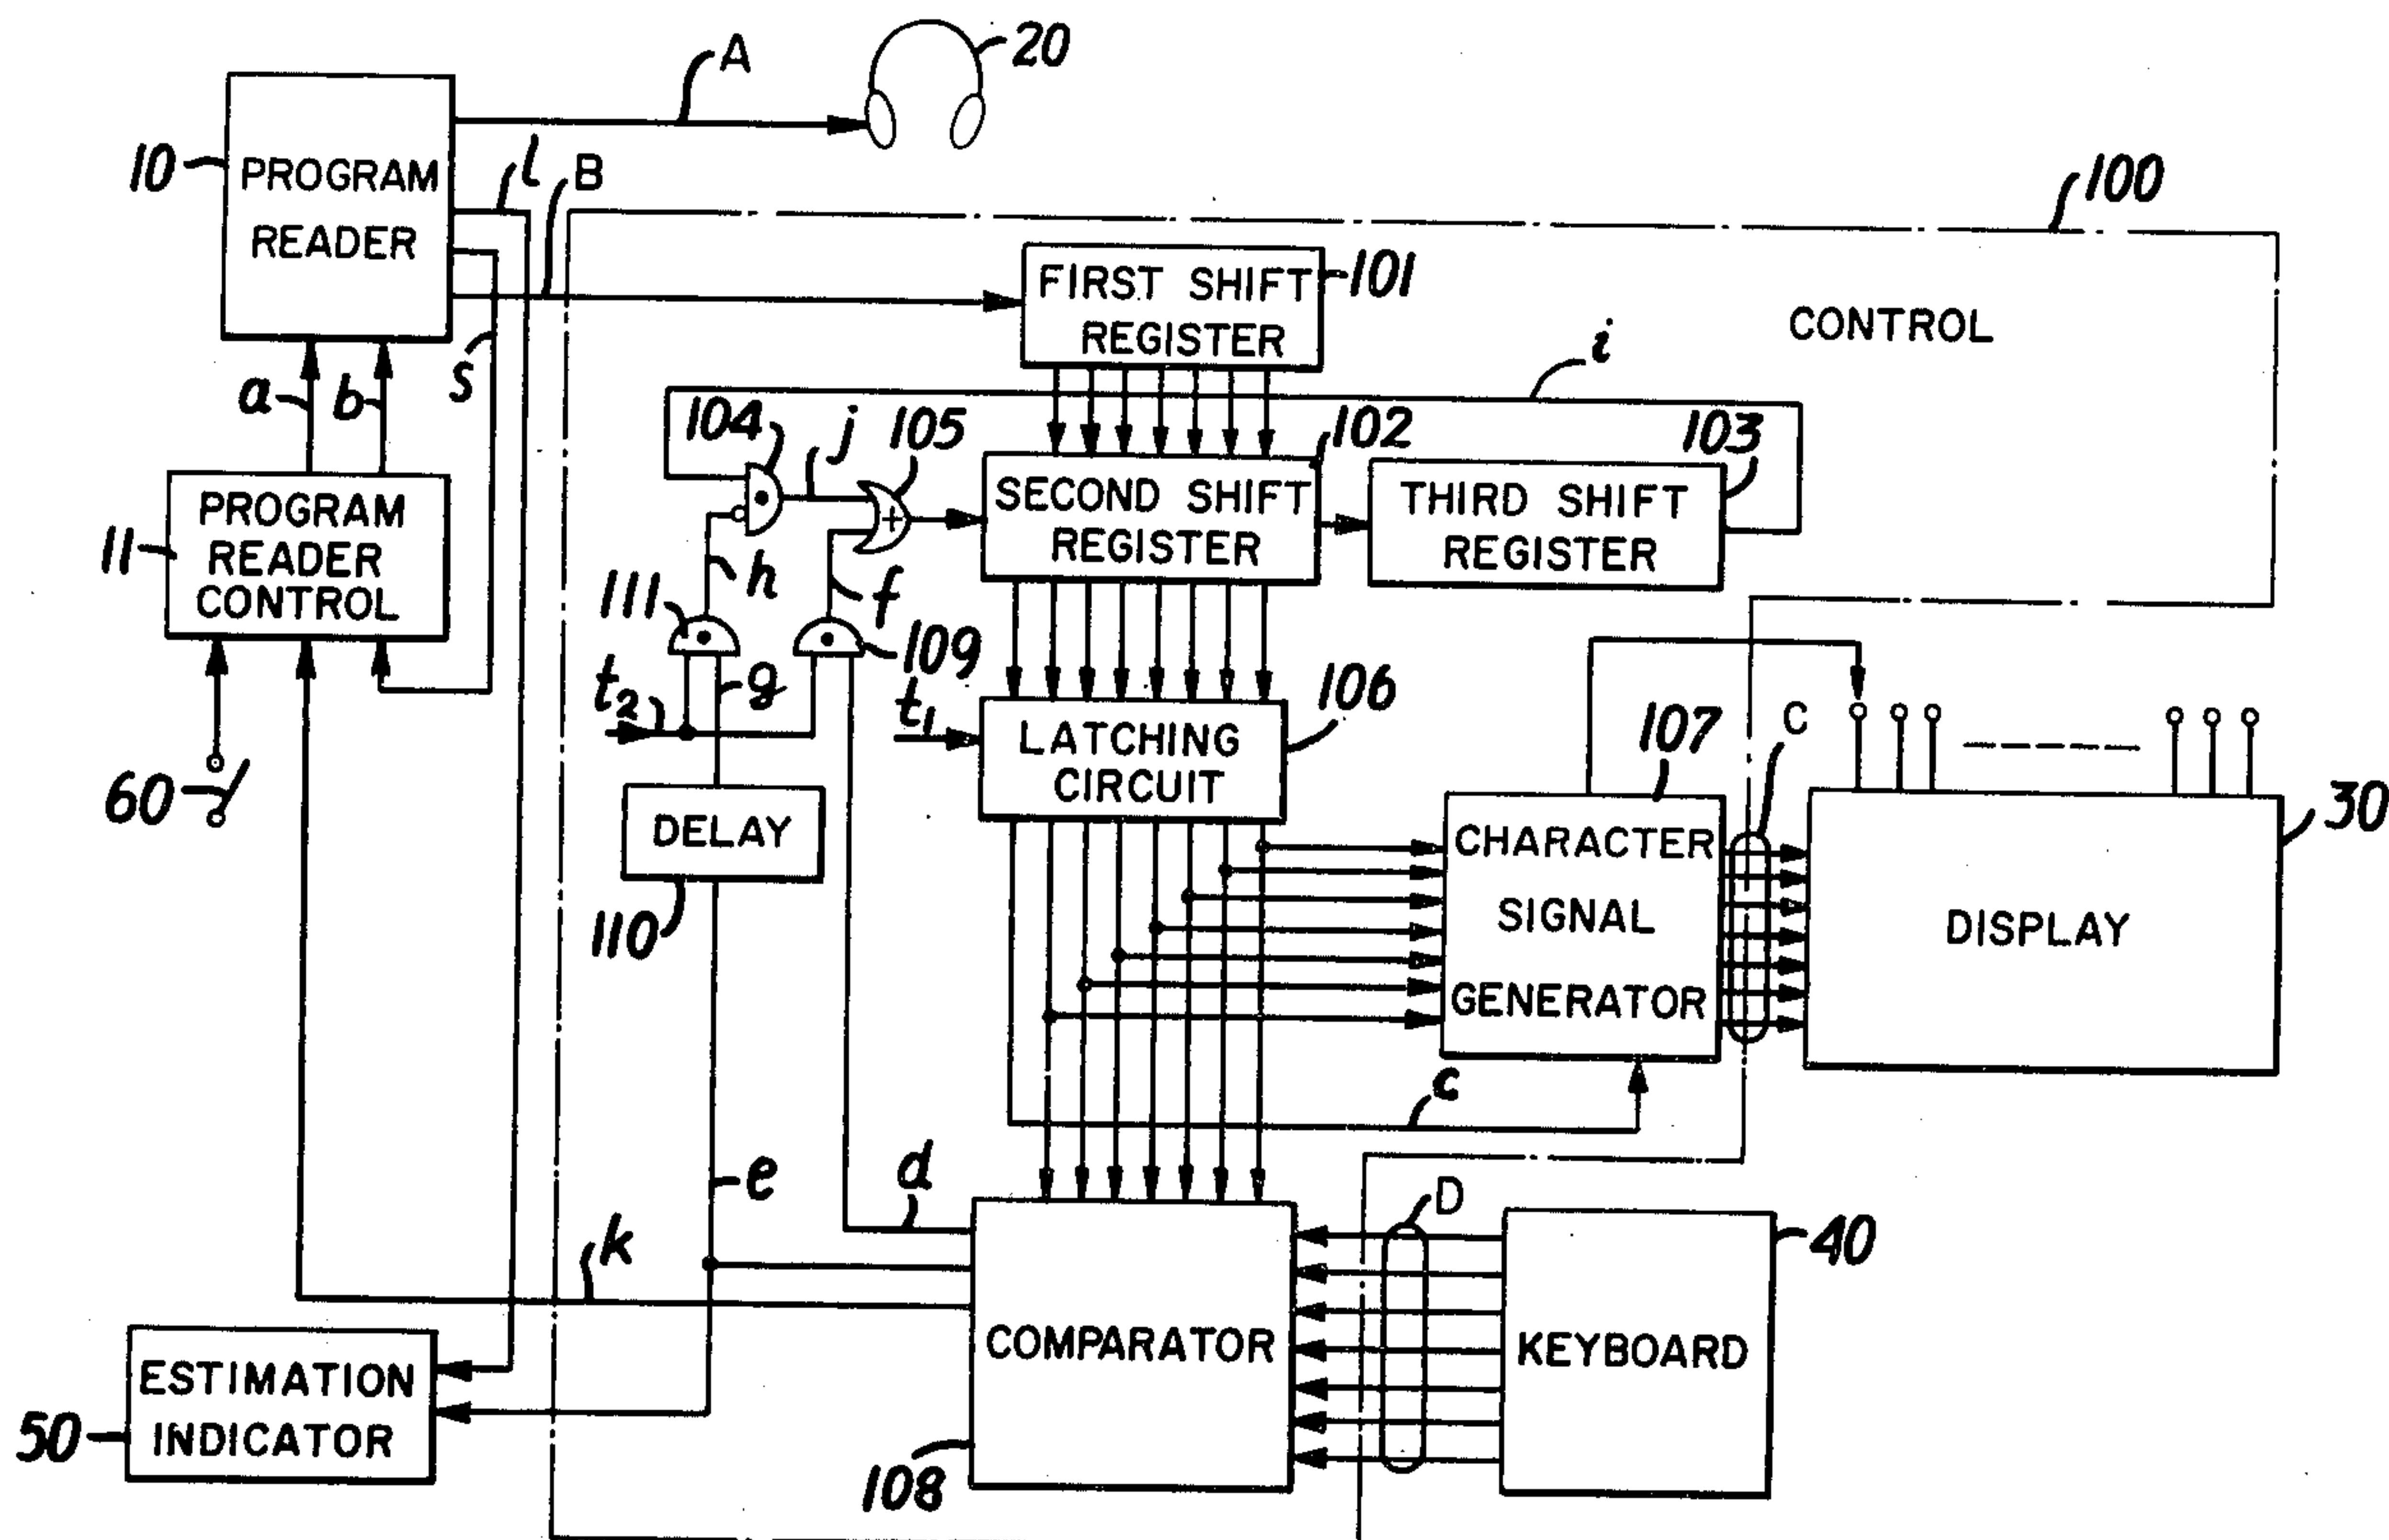 A
20
10
PROGRAM
READER
l
B
100
FIRST SHIFT
REGISTER
101
CONTROL
i
a
b
S
104
j
105
102
103
SECOND SHIFT
REGISTER
THIRD SHIFT
REGISTER
11
PROGRAM
READER
CONTROL
111
h
f
109
t2
g
t1
106
LATCHING
CIRCUIT
107
C
60
30
DELAY
110
CHARACTER
SIGNAL
GENERATOR
DISPLAY
c
e
d
D
k
40
COMPARATOR
KEYBOARD
ESTIMATION
INDICATOR
50
108